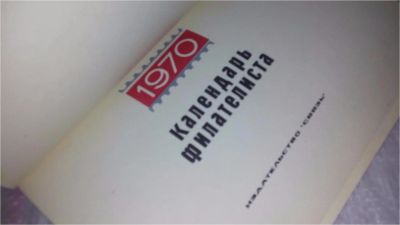 1970
Календарь
филателиста
ИЗДАТЕЛЬСТВО "СВЯЗЬ"